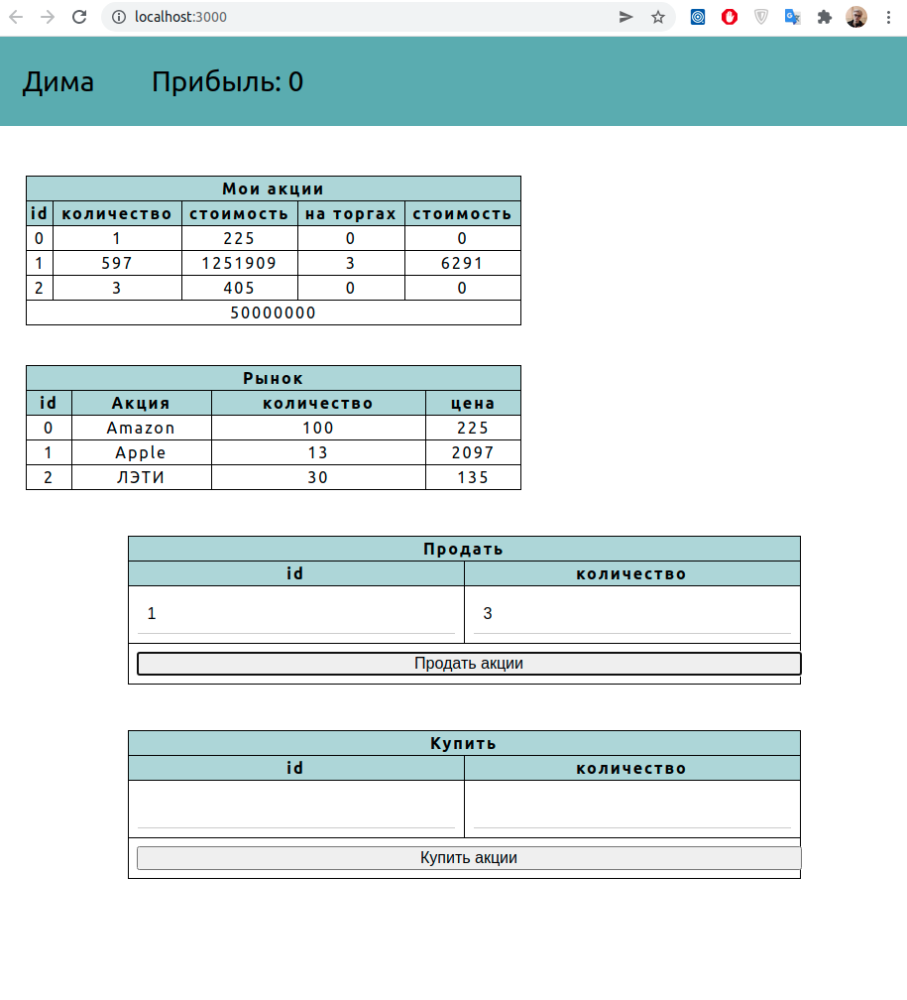 localhost:3000
Дима Прибыль: 0
Мои акции
id количество стоимость на торгах стоимость
0 1 225 0 0
1 597 1251909 3 6291
2 3 405 0 0
50000000
Рынок
id Акция количество цена
0 Amazon 100 225
1 Apple 13 2097
2 ЛЭТИ 30 135
Продать
id количество
1 3
Продать акции
Купить
id количество
Купить акции